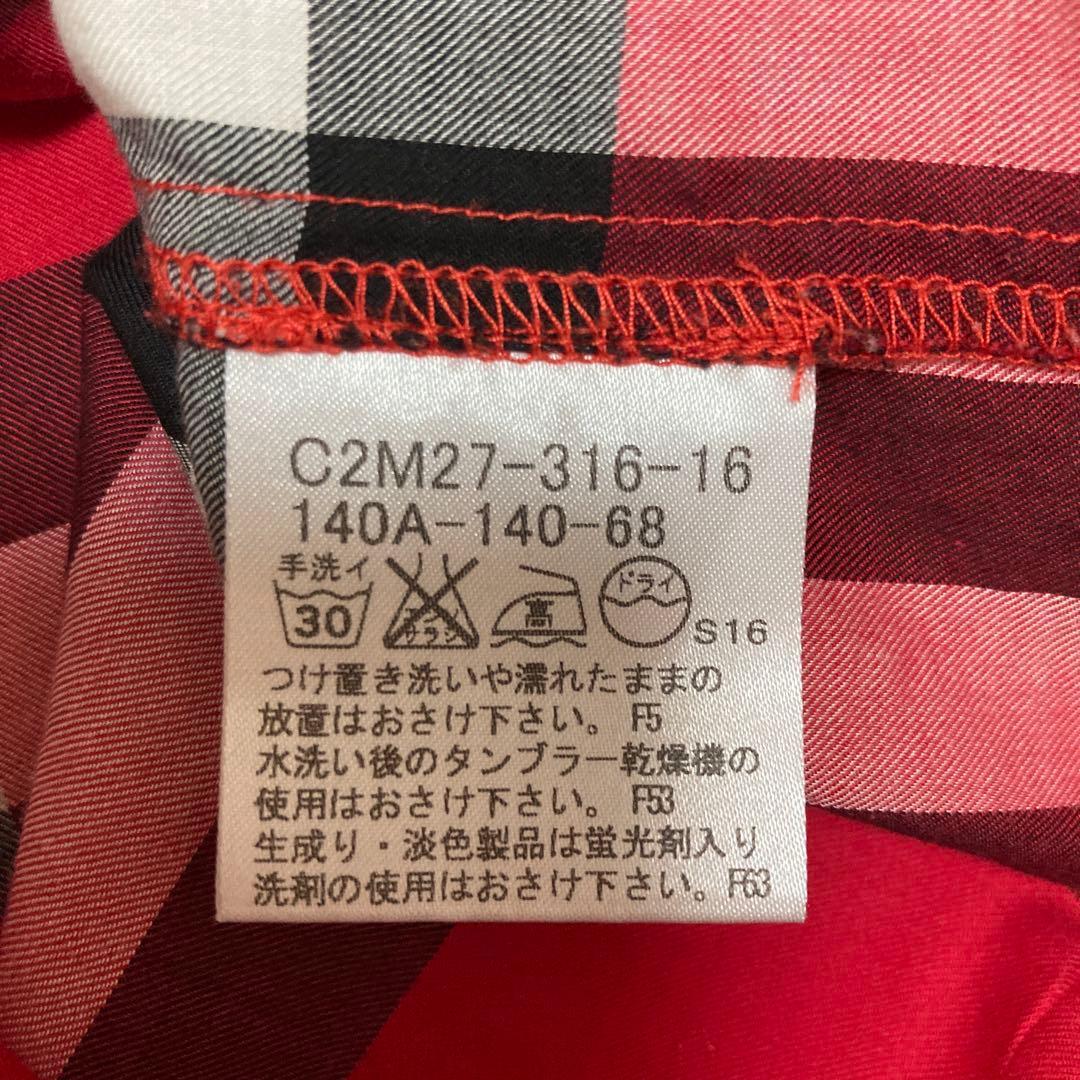 C2M27-316-16
140A-140-68
手洗イ
30 サラシ 高 ドライ S16
つけ置き洗いや濡れたままの
放置はおさけ下さい。 F5
水洗い後のタンブラー乾燥機の
使用はおさけ下さい。 F53
生成り・淡色製品は蛍光剤入り
洗剤の使用はおさけ下さい。F63